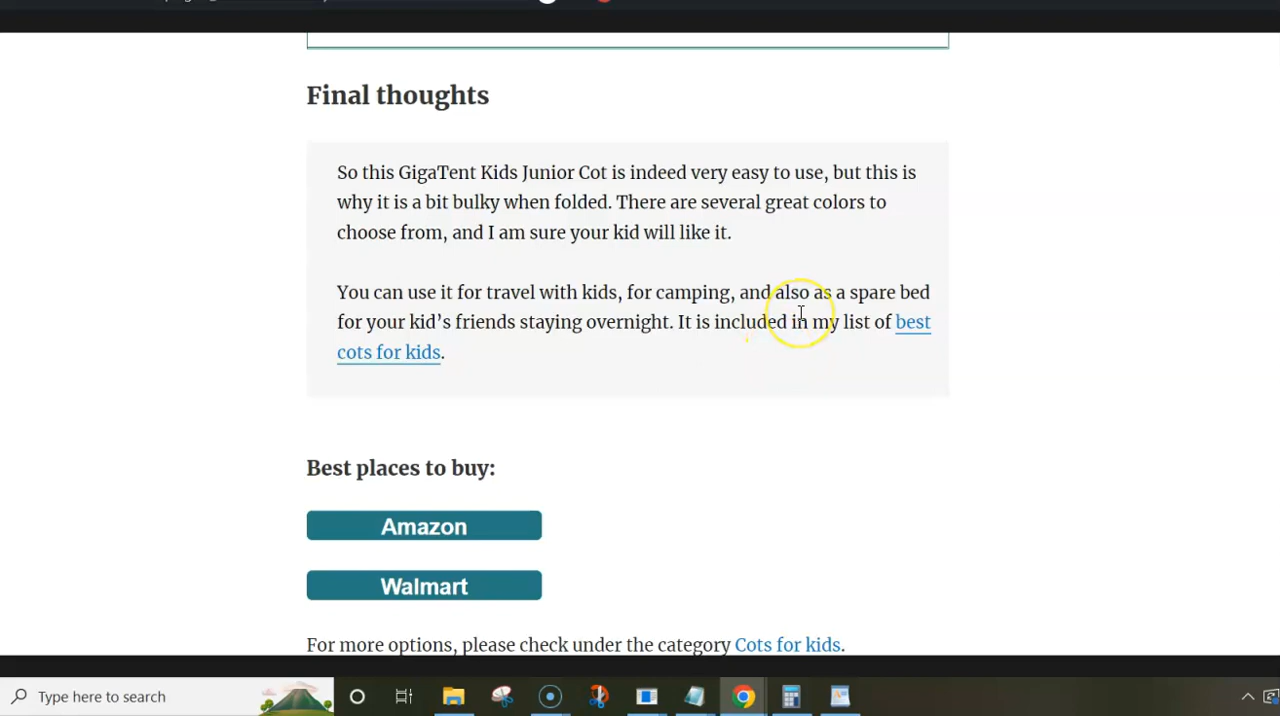 Final thoughts
So this GigaTent Kids Junior Cot is indeed very easy to use, but this is
why it is a bit bulky when folded. There are several great colors to
choose from, and I am sure your kid will like it.
You can use it for travel with kids, for camping, and also as a spare bed
for your kid’s friends staying overnight. It is included in my list of best
cots for kids.
Best places to buy:
Amazon
Walmart
For more options, please check under the category Cots for kids.
Type here to search